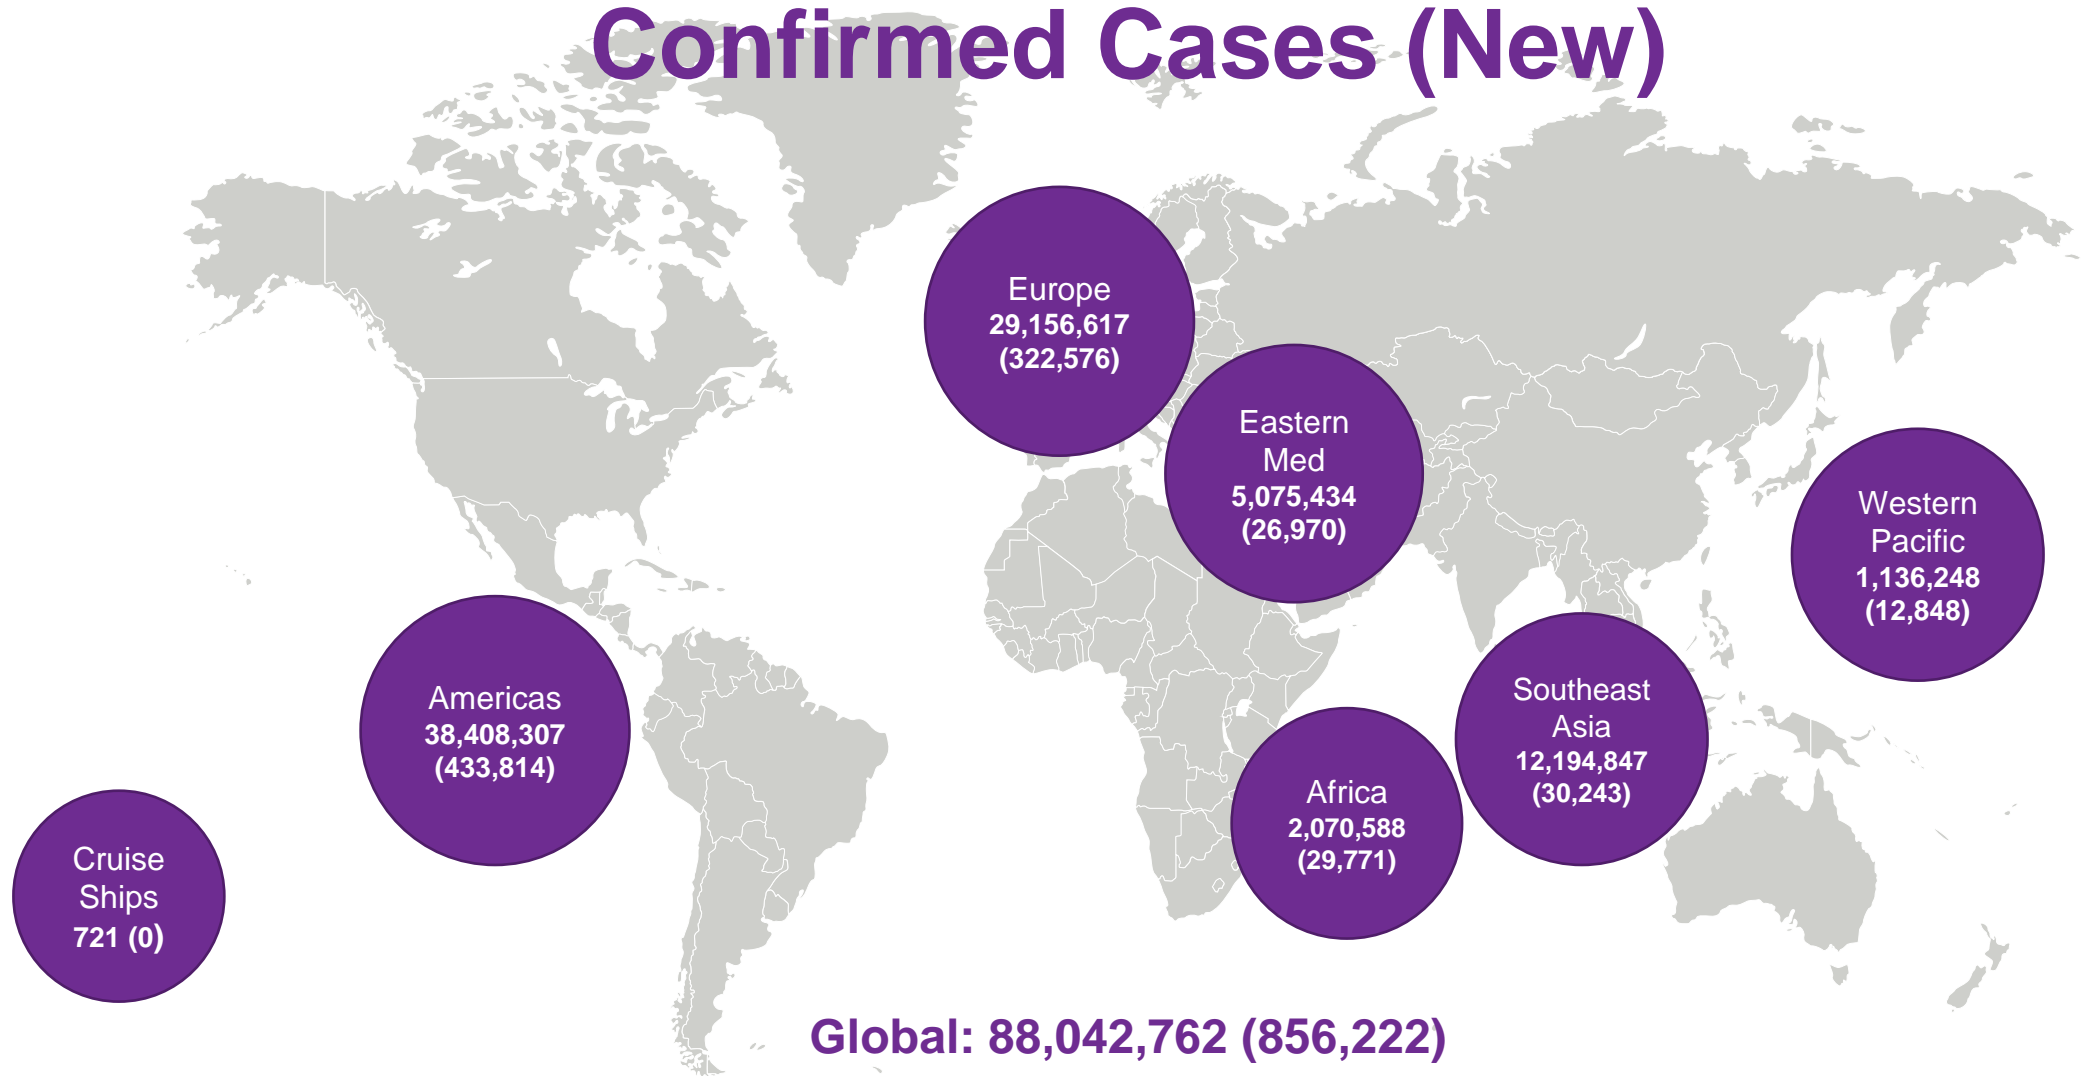 Confirmed Cases (New)
Europe
29,156,617
(322,576)
Eastern
Med
5,075,434
(26,970)
Western
Pacific
1,136,248
(12,848)
Americas
38,408,307
(433,814)
Southeast
Asia
12,194,847
(30,243)
Africa
2,070,588
(29,771)
Cruise
Ships
721 (0)
Global: 88,042,762 (856,222)